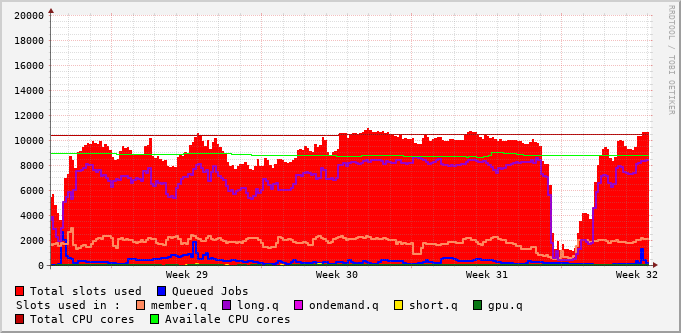 RRDTOOL / TOBI OETIKER
20000
18000
16000
14000
12000
10000
8000
6000
4000
2000
0
Week 29 Week 30 Week 31 Week 32
Total slots used Queued Jobs
Slots used in : member.q long.q ondemand.q short.q gpu.q
Total CPU cores Availale CPU cores